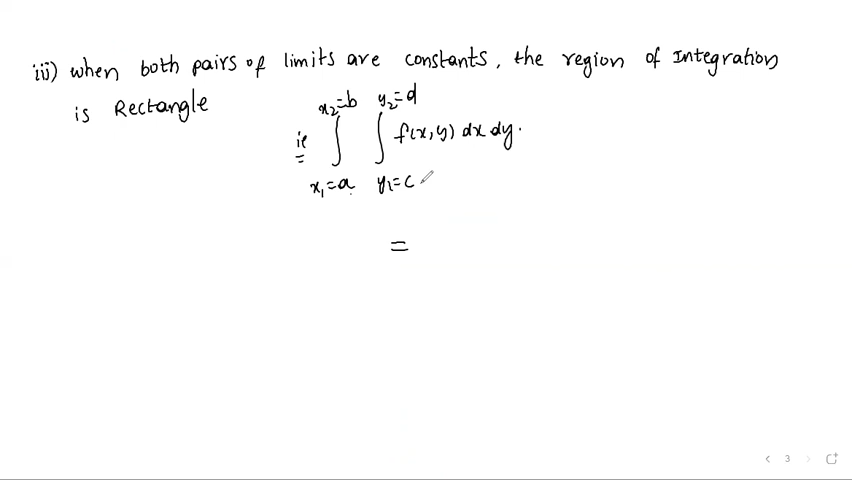 iii) when both pairs of limits are constants, the region of Integration
is Rectangle
x₂=b y₂=d
ie ∫ ∫ f(x,y) dx dy.
x₁=a y₁=c
=
3